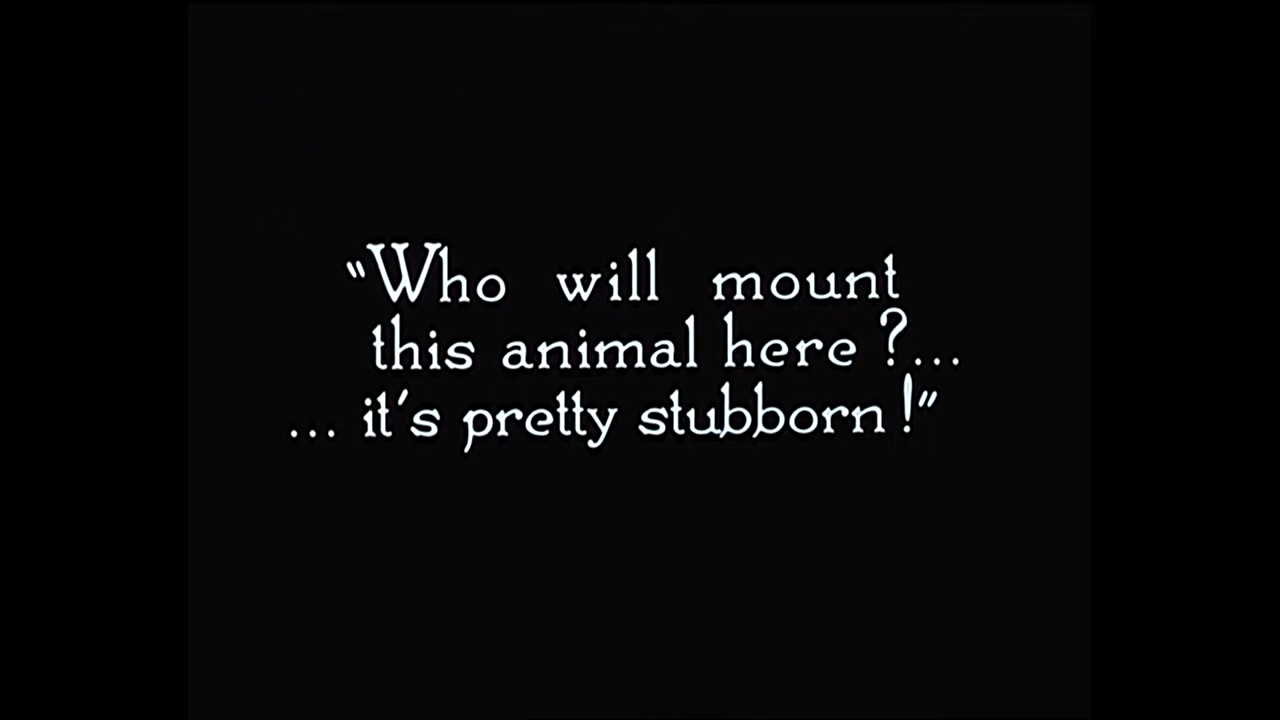 "Who will mount
this animal here ?...
... it's pretty stubborn !"